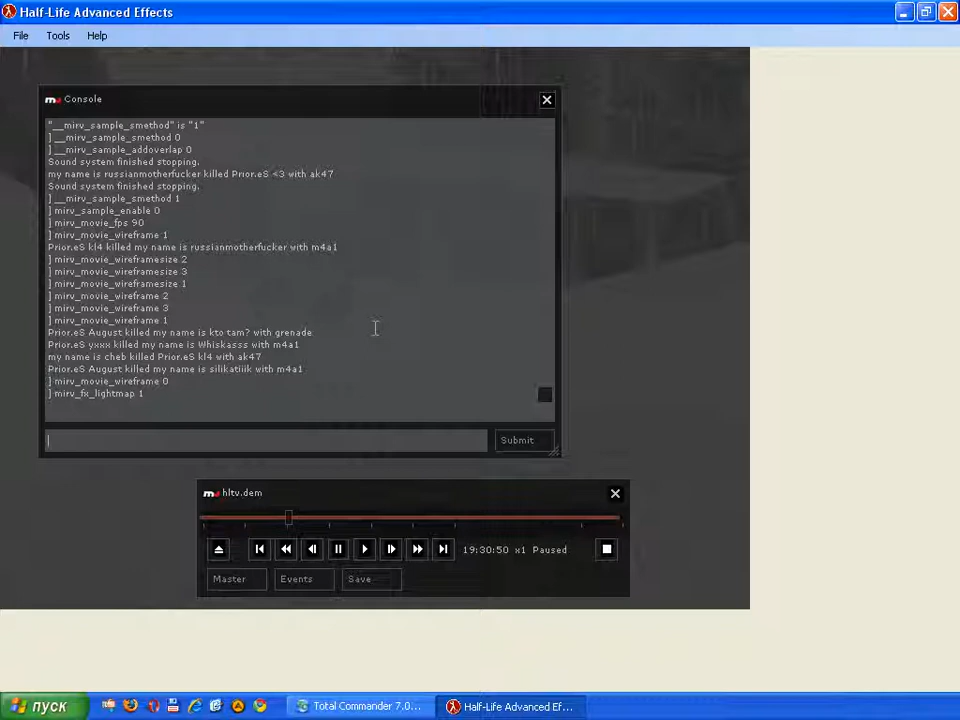 Half-Life Advanced Effects
File Tools Help
Console
"__mirv_sample_smethod" is "1"
] __mirv_sample_smethod 0
] __mirv_sample_addoverlap 0
Sound system finished stopping.
my name is russianmotherfucker killed Prior.eS <3 with ak47
Sound system finished stopping.
] __mirv_sample_smethod 1
] mirv_sample_enable 0
] mirv_movie_fps 90
] mirv_movie_wireframe 1
Prior.eS kl4 killed my name is russianmotherfucker with m4a1
] mirv_movie_wireframesize 2
] mirv_movie_wireframesize 3
] mirv_movie_wireframesize 1
] mirv_movie_wireframe 2
] mirv_movie_wireframe 3
] mirv_movie_wireframe 1
Prior.eS August killed my name is kto tam? with grenade
Prior.eS yxxx killed my name is Whiskasss with m4a1
my name is cheb killed Prior.eS kl4 with ak47
Prior.eS August killed my name is silikatiiik with m4a1
] mirv_movie_wireframe 0
] mirv_fx_lightmap 1
Submit
hltv.dem
19:30:50 x1 Paused
Master Events Save
пуск Total Commander 7.0... Half-Life Advanced Ef...